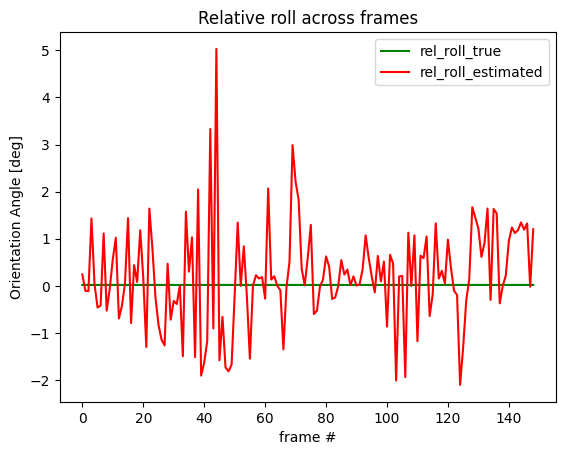 Relative roll across frames
rel_roll_true
rel_roll_estimated
Orientation Angle [deg]
5
4
3
2
1
0
−1
−2
0 20 40 60 80 100 120 140
frame #